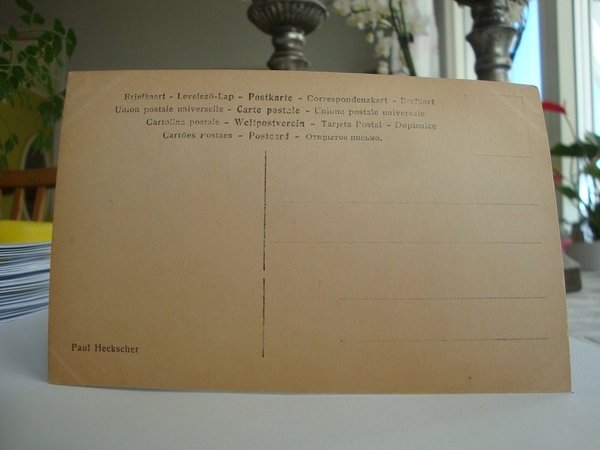 Briefkaart - Levelező-Lap - Postkarte - Correspondenzkort - Brefkort
Union postale universelle - Carte postale - Unione postale universale
Cartolina postale - Weltpostverein - Tarjeta Postal - Dopisnice
Cartões Postaes - Postcard - Открытое письмо.
Paul Heckscher